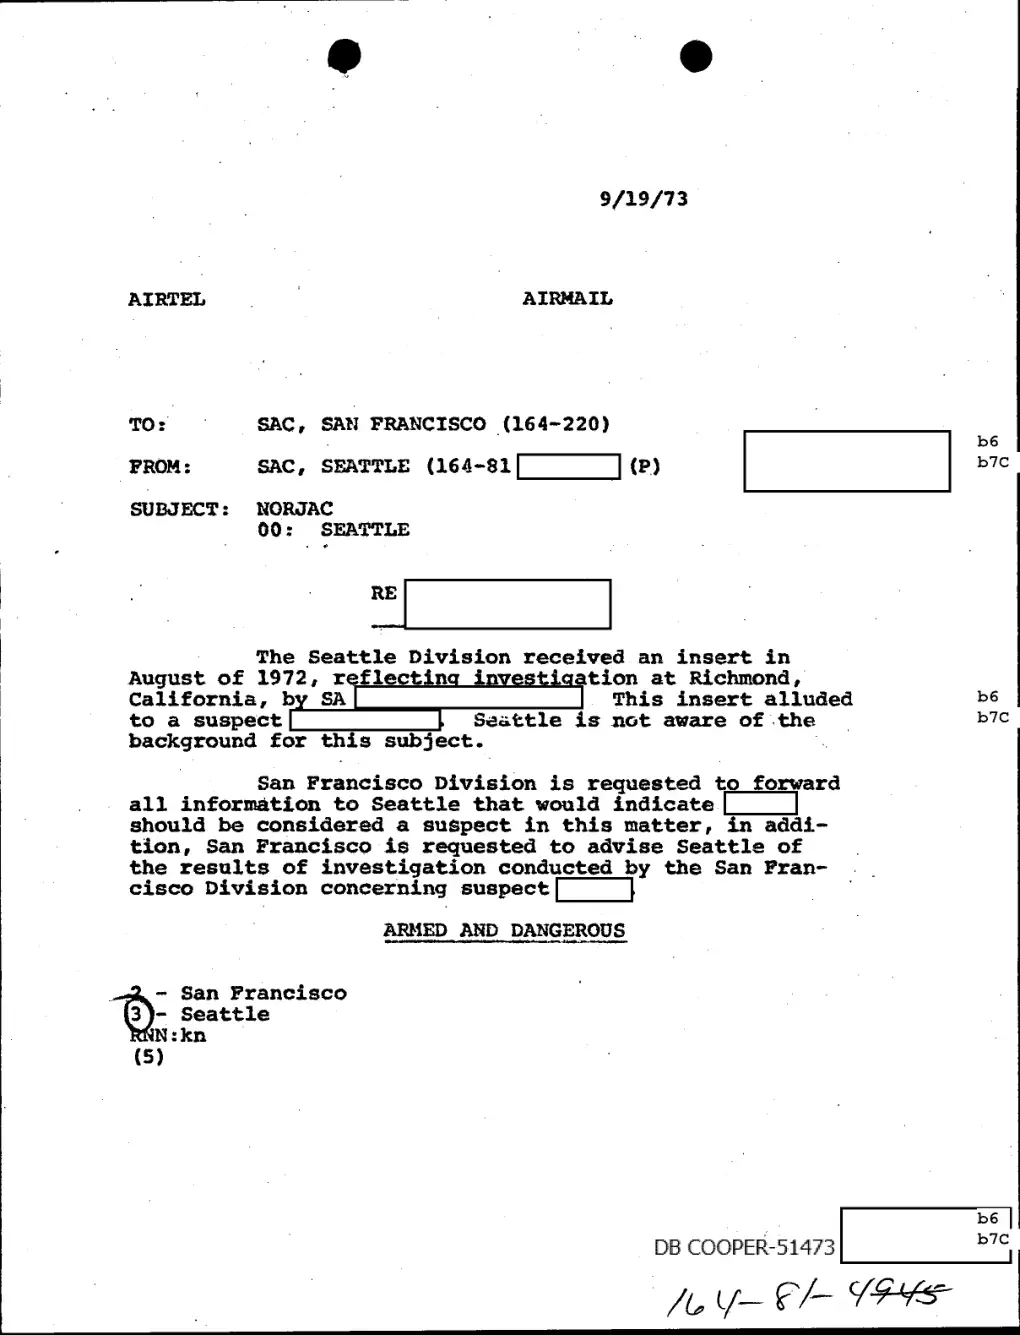 9/19/73
AIRTEL AIRMAIL
TO: SAC, SAN FRANCISCO (164-220)
b6
FROM: SAC, SEATTLE (164-81 (P)
b7C
SUBJECT: NORJAC
OO: SEATTLE
RE
The Seattle Division received an insert in
August of 1972, reflecting investigation at Richmond,
California, by SA This insert alluded
b6
to a suspect . Seattle is not aware of the
b7C
background for this subject.
San Francisco Division is requested to forward
all information to Seattle that would indicate
should be considered a suspect in this matter, in addi-
tion, San Francisco is requested to advise Seattle of
the results of investigation conducted by the San Fran-
cisco Division concerning suspect
ARMED AND DANGEROUS
2 - San Francisco
3 - Seattle
RNN:kn
(5)
b6
b7C
DB COOPER-51473
164-81-4945